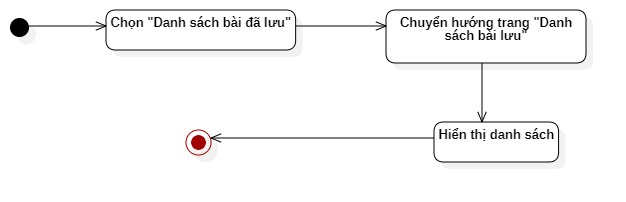 Chọn "Danh sách bài đã lưu"
Chuyển hướng trang "Danh
sách bài lưu"
Hiển thị danh sách